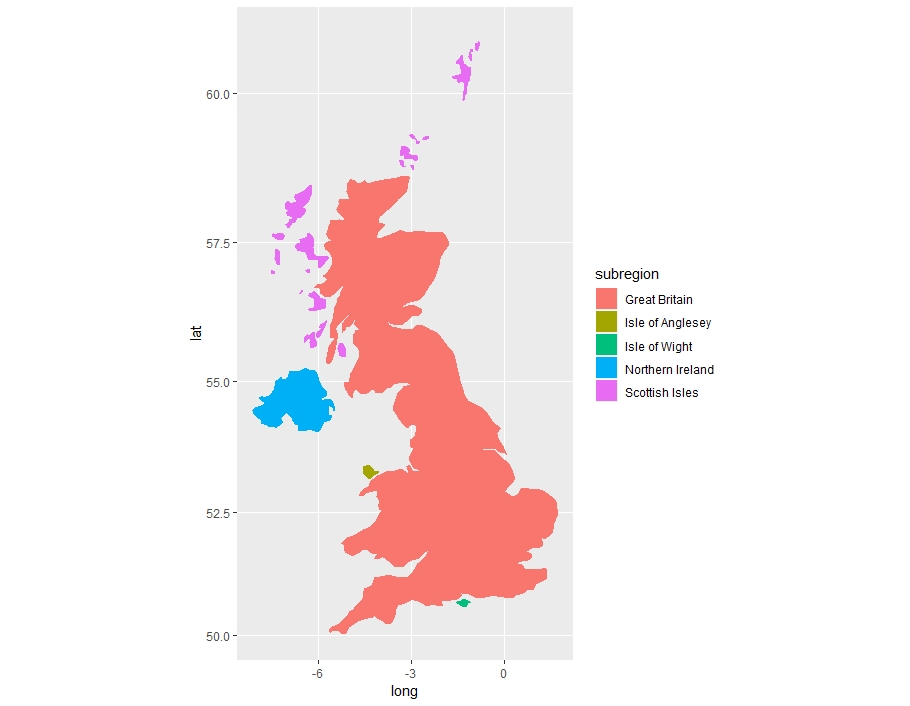 60.0
57.5
55.0
52.5
50.0
lat
-6
-3
0
long
subregion
Great Britain
Isle of Anglesey
Isle of Wight
Northern Ireland
Scottish Isles